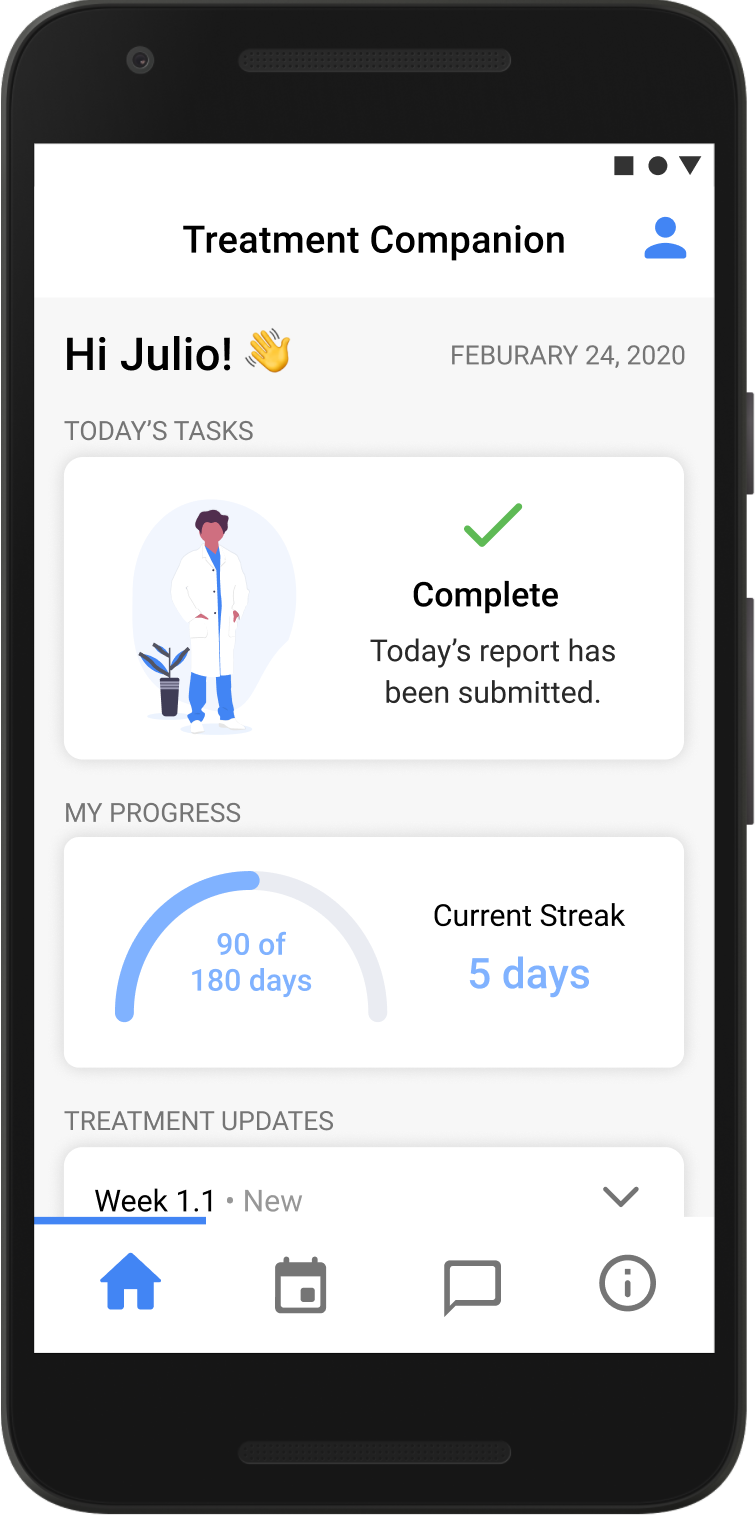 Treatment Companion
Hi Julio! 👋
FEBURARY 24, 2020
TODAY’S TASKS
Complete
Today’s report has
been submitted.
MY PROGRESS
90 of
180 days
Current Streak
5 days
TREATMENT UPDATES
Week 1.1 • New